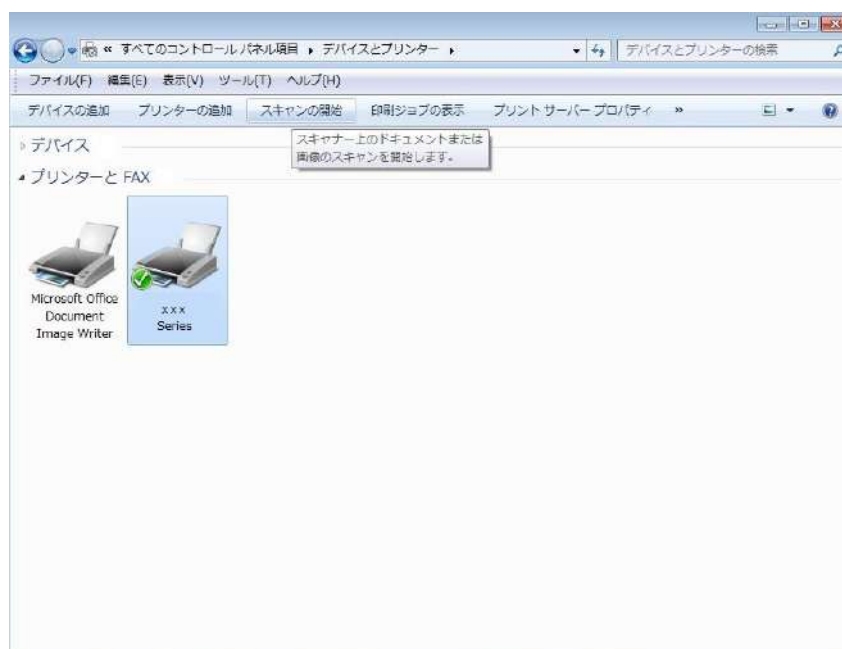 « すべてのコントロール パネル項目 ▸ デバイスとプリンター ▸ デバイスとプリンターの検索
ファイル(F) 編集(E) 表示(V) ツール(T) ヘルプ(H)
デバイスの追加 プリンターの追加 スキャンの開始 印刷ジョブの表示 プリント サーバー プロパティ »
スキャナー上のドキュメントまたは
画像のスキャンを開始します。
デバイス
プリンターと FAX
Microsoft Office
Document
Image Writer
xxx
Series